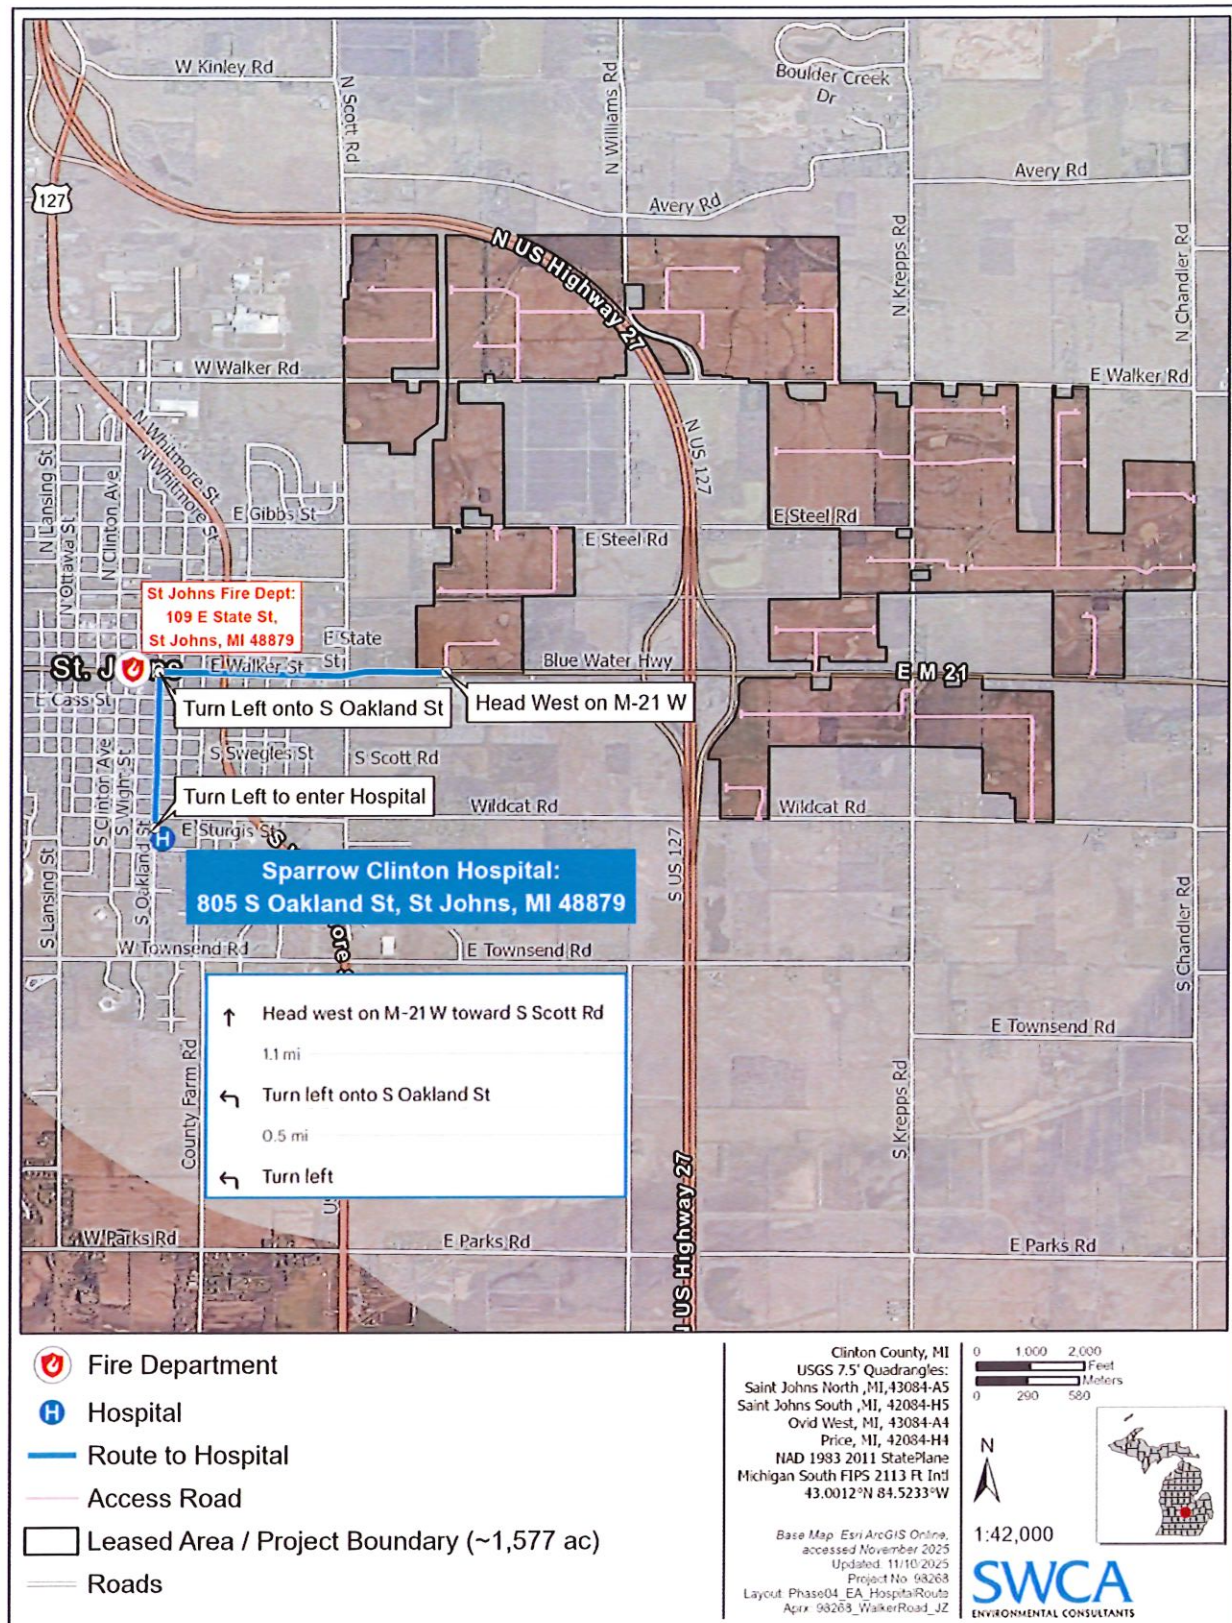 W Kinley Rd
N Scott Rd
N Williams Rd
Boulder Creek
Dr
Avery Rd
Avery Rd
127
N US Highway 27
N Krepps Rd
N Chandler Rd
W Walker Rd
E Walker Rd
N Whitmore St
N Whitmore St
N US 127
N Lansing St
N Ottawa St
N Clinton Ave
E Gibbs St
E Steel Rd
E Steel Rd
St Johns Fire Dept:
109 E State St,
St Johns, MI 48879
E State
St
E Walker St
Blue Water Hwy
E M 21
E Cass St
Turn Left onto S Oakland St
Head West on M-21 W
S Clinton Ave
S Wight St
S Swegles St
S Scott Rd
Turn Left to enter Hospital
Wildcat Rd
Wildcat Rd
H
E Sturgis St
S Lansing St
S Oakland St
S US 127
Sparrow Clinton Hospital:
805 S Oakland St, St Johns, MI 48879
W Townsend Rd
E Townsend Rd
S Chandler Rd
Head west on M-21 W toward S Scott Rd
1.1 mi
Turn left onto S Oakland St
0.5 mi
Turn left
County Farm Rd
E Townsend Rd
S Krepps Rd
US Highway 27
W Parks Rd
E Parks Rd
E Parks Rd
Fire Department
H Hospital
Route to Hospital
Access Road
Leased Area / Project Boundary (~1,577 ac)
Roads
Clinton County, MI
USGS 7.5' Quadrangles:
Saint Johns North ,MI,43084-A5
Saint Johns South ,MI, 42084-H5
Ovid West, MI, 43084-A4
Price, MI, 42084-H4
NAD 1983 2011 StatePlane
Michigan South FIPS 2113 Ft Intl
43.0012°N 84.5233°W
Base Map: Esri ArcGIS Online,
accessed November 2025
Updated: 11/10/2025
Project No. 98268
Layout: Phase04_EA_HospitalRoute
Aprx: 98268_WalkerRoad_JZ
0 1,000 2,000
Feet
Meters
0 290 580
N
1:42,000
SWCA
ENVIRONMENTAL CONSULTANTS